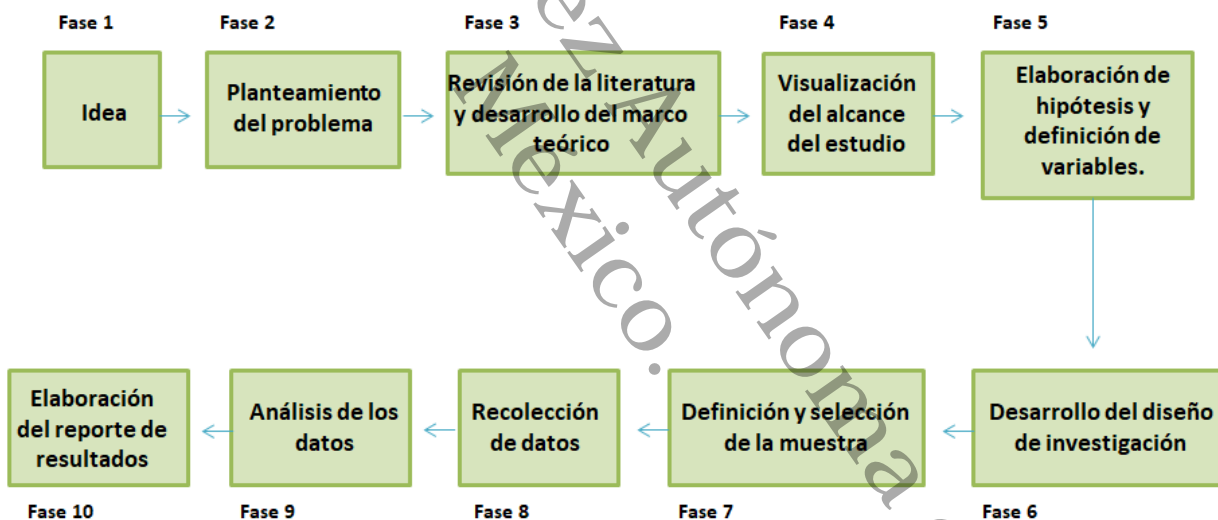 Fase 1
Fase 2
Fase 3
Fase 4
Fase 5
Idea
Planteamiento
del problema
Revisión de la literatura
y desarrollo del marco
teórico
Visualización
del alcance
del estudio
Elaboración de
hipótesis y
definición de
variables.
Elaboración
del reporte de
resultados
Análisis de los
datos
Recolección
de datos
Definición y selección
de la muestra
Desarrollo del diseño
de investigación
Fase 10
Fase 9
Fase 8
Fase 7
Fase 6
Autónoma
México.